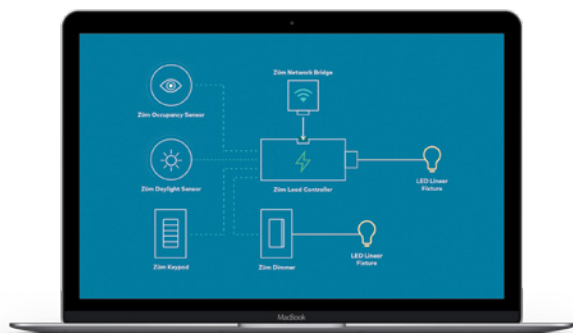 Zūm Network Bridge
Zūm Occupancy Sensor
Zūm Daylight Sensor
Zūm Load Controller
LED Linear
Fixture
Zūm Keypad
Zūm Dimmer
LED Linear
Fixture
MacBook